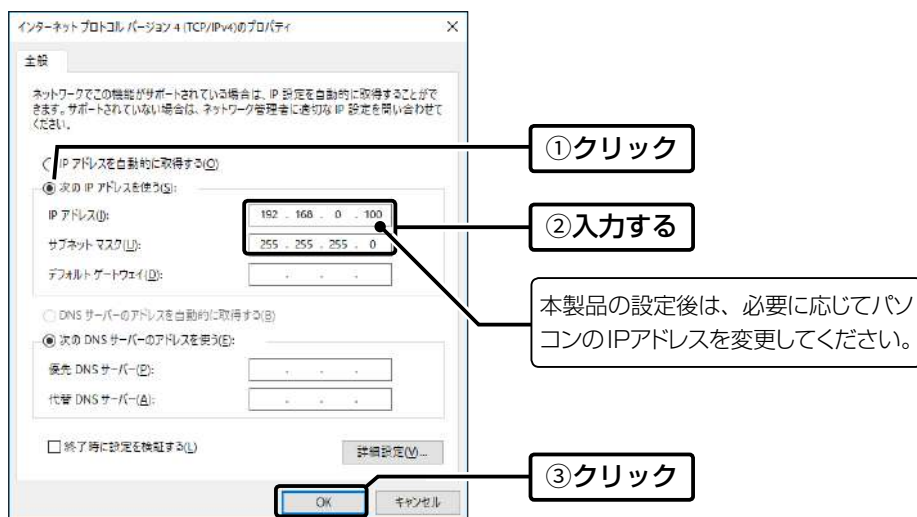 インターネット プロトコル バージョン 4 (TCP/IPv4)のプロパティ
全般
ネットワークでこの機能がサポートされている場合は、IP 設定を自動的に取得することがで
きます。サポートされていない場合は、ネットワーク管理者に適切な IP 設定を問い合わせて
ください。
IP アドレスを自動的に取得する(O)
次の IP アドレスを使う(S):
IP アドレス(I): 192 . 168 . 0 . 100
サブネット マスク(U): 255 . 255 . 255 . 0
デフォルト ゲートウェイ(D): . . .
DNS サーバーのアドレスを自動的に取得する(B)
次の DNS サーバーのアドレスを使う(E):
優先 DNS サーバー(P): . . .
代替 DNS サーバー(A): . . .
終了時に設定を検証する(L)
詳細設定(V)...
OK キャンセル
①クリック
②入力する
本製品の設定後は、必要に応じてパソ
コンのIPアドレスを変更してください。
③クリック